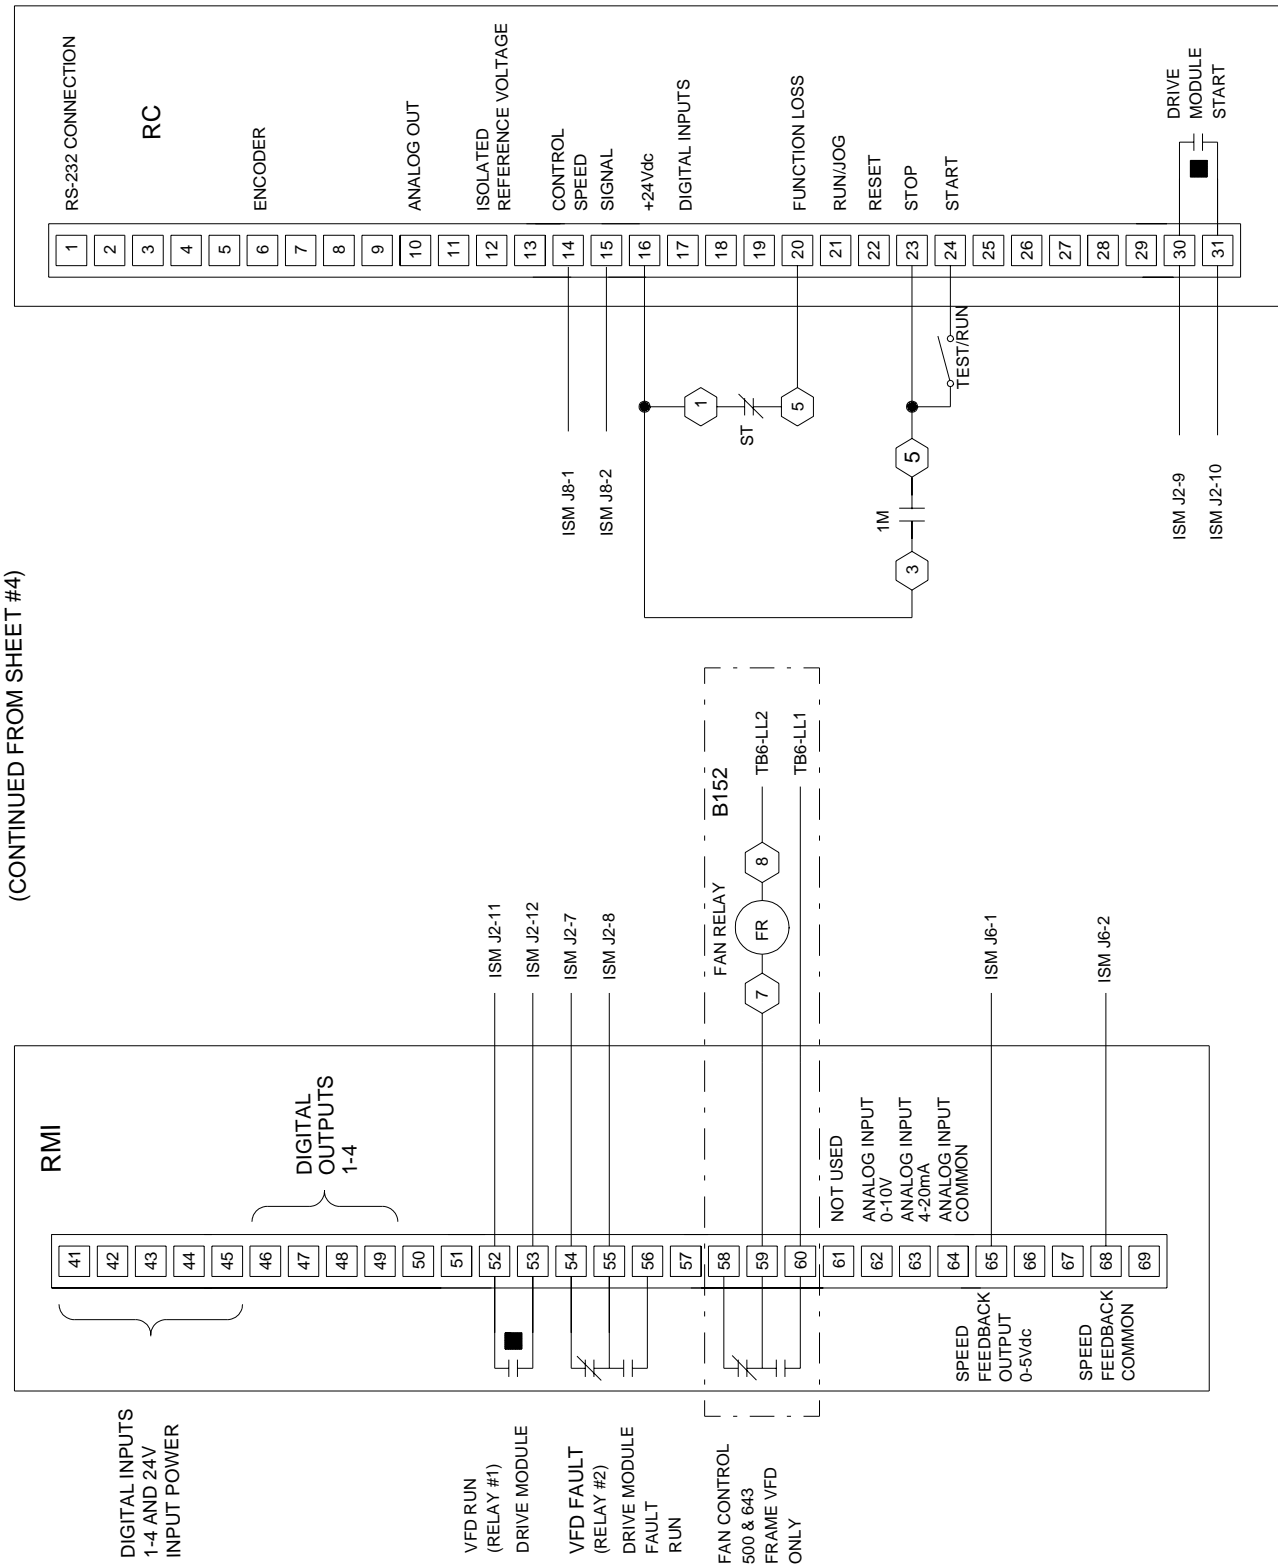 (CONTINUED FROM SHEET #4)
RC
RS-232 CONNECTION
ENCODER
ANALOG OUT
ISOLATED
REFERENCE VOLTAGE
CONTROL
SPEED
SIGNAL
+24Vdc
DIGITAL INPUTS
FUNCTION LOSS
RUN/JOG
RESET
STOP
START
DRIVE
MODULE
START
1
2
3
4
5
6
7
8
9
10
11
12
13
14
15
16
17
18
19
20
21
22
23
24
25
26
27
28
29
30
31
ISM J8-1
ISM J8-2
1
ST
5
TEST/RUN
5
1M
3
ISM J2-9
ISM J2-10
RMI
DIGITAL
OUTPUTS
1-4
ISM J2-11
ISM J2-12
ISM J2-7
ISM J2-8
B152
FAN RELAY
7
FR
8
TB6-LL2
TB6-LL1
NOT USED
ANALOG INPUT
0-10V
ANALOG INPUT
4-20mA
ANALOG INPUT
COMMON
ISM J6-1
ISM J6-2
41
42
43
44
45
46
47
48
49
50
51
52
53
54
55
56
57
58
59
60
61
62
63
64
65
66
67
68
69
SPEED
FEEDBACK
OUTPUT
0-5Vdc
SPEED
FEEDBACK
COMMON
DIGITAL INPUTS
1-4 AND 24V
INPUT POWER
VFD RUN
(RELAY #1)
DRIVE MODULE
VFD FAULT
(RELAY #2)
DRIVE MODULE
FAULT
RUN
FAN CONTROL
500 & 643
FRAME VFD
ONLY